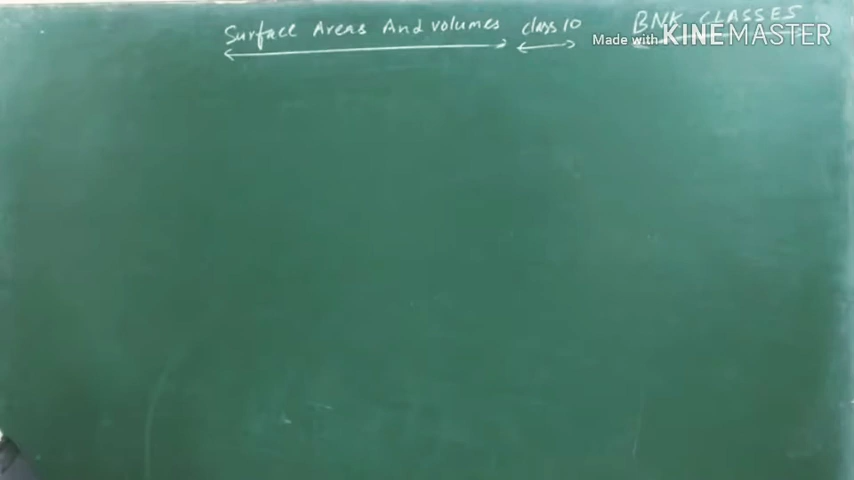 Surface Areas And volumes class 10 BNK CLASSES
Made with KINEMASTER